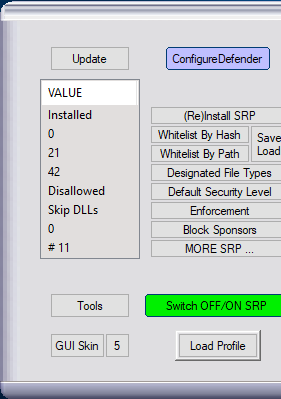 Update
ConfigureDefender
VALUE
Installed
0
21
42
Disallowed
Skip DLLs
0
# 11
(Re)Install SRP
Whitelist By Hash
Whitelist By Path
Save
Load
Designated File Types
Default Security Level
Enforcement
Block Sponsors
MORE SRP ...
Tools
Switch OFF/ON SRP
GUI Skin
5
Load Profile